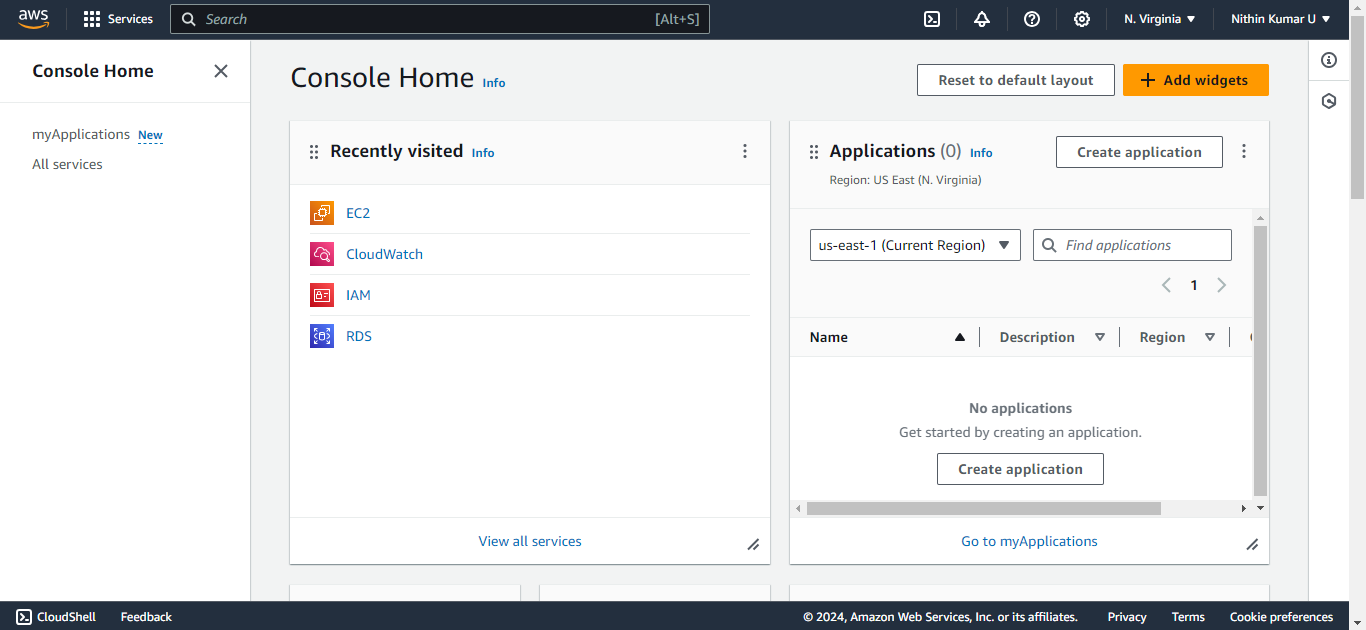 aws Services Search [Alt+S] N. Virginia Nithin Kumar U
Console Home
myApplications New
All services
Console Home Info
Reset to default layout
Add widgets
Recently visited Info
EC2
CloudWatch
IAM
RDS
View all services
Applications (0) Info
Region: US East (N. Virginia)
Create application
us-east-1 (Current Region) Find applications
1
Name Description Region
No applications
Get started by creating an application.
Create application
Go to myApplications
CloudShell Feedback © 2024, Amazon Web Services, Inc. or its affiliates. Privacy Terms Cookie preferences